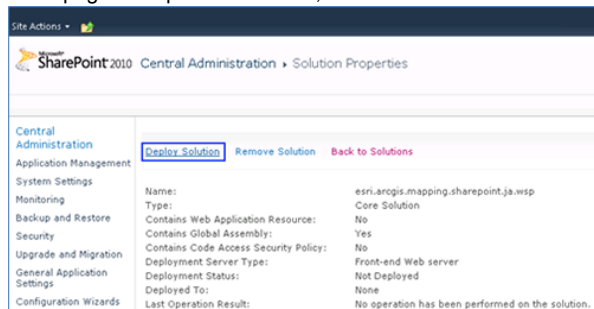 Site Actions
Microsoft
SharePoint 2010 Central Administration ▸ Solution Properties
Central
Administration
Application Management
System Settings
Monitoring
Backup and Restore
Security
Upgrade and Migration
General Application
Settings
Configuration Wizards
Deploy Solution Remove Solution Back to Solutions
Name: esri.arcgis.mapping.sharepoint.ja.wsp
Type: Core Solution
Contains Web Application Resource: No
Contains Global Assembly: Yes
Contains Code Access Security Policy: No
Deployment Server Type: Front-end Web server
Deployment Status: Not Deployed
Deployed To: None
Last Operation Result: No operation has been performed on the solution.